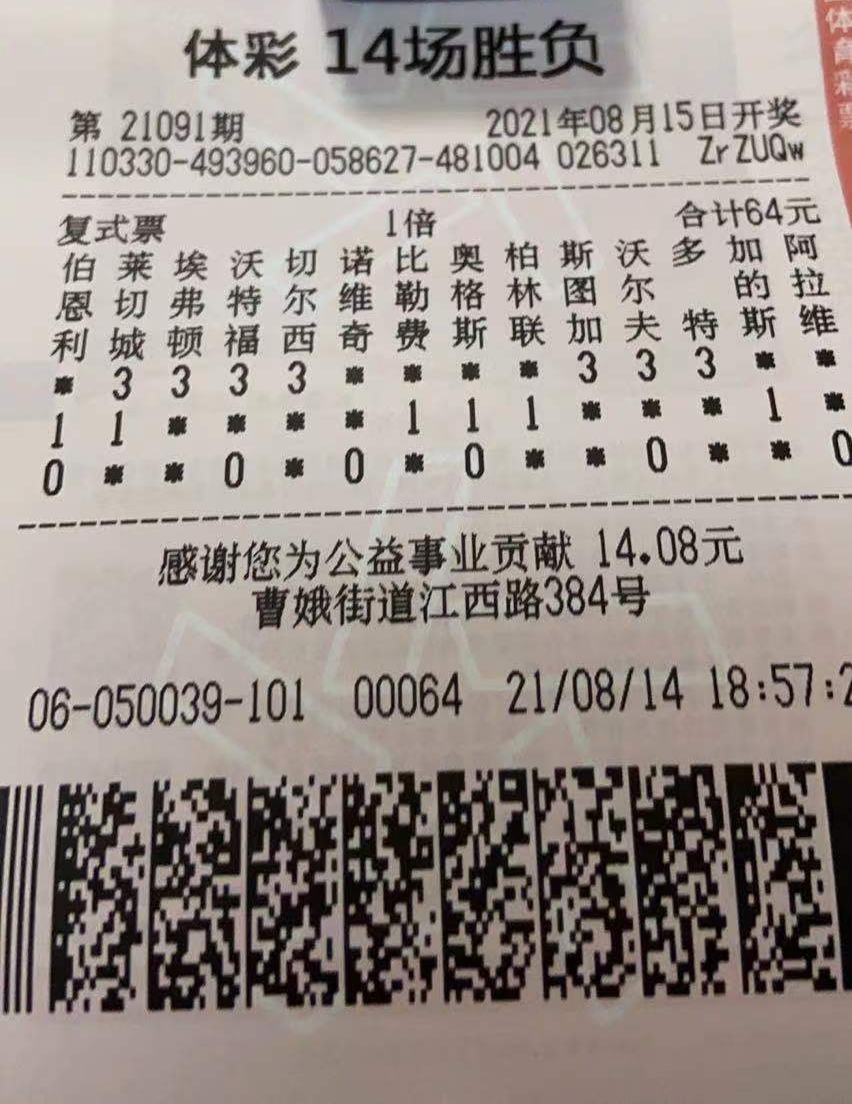 体彩 14场胜负
第 21091期 2021年08月15日开奖
110330-493960-058627-481004 026311 ZrZUQw
复式票 1倍 合计64元
伯 莱 埃 沃 切 诺 比 奥 柏 斯 沃 多 加 阿
恩 切 弗 特 尔 维 勒 格 林 图 尔 的 拉
利 城 顿 福 西 奇 费 斯 联 加 夫 特 斯 维
* 3 3 3 3 * * * * 3 3 3 * *
1 1 * * * * 1 1 1 * * * 1 *
0 * * 0 * 0 * 0 * * 0 * * 0
感谢您为公益事业贡献 14.08元
曹娥街道江西路384号
06-050039-101 00064 21/08/14 18:57:2
体育彩票